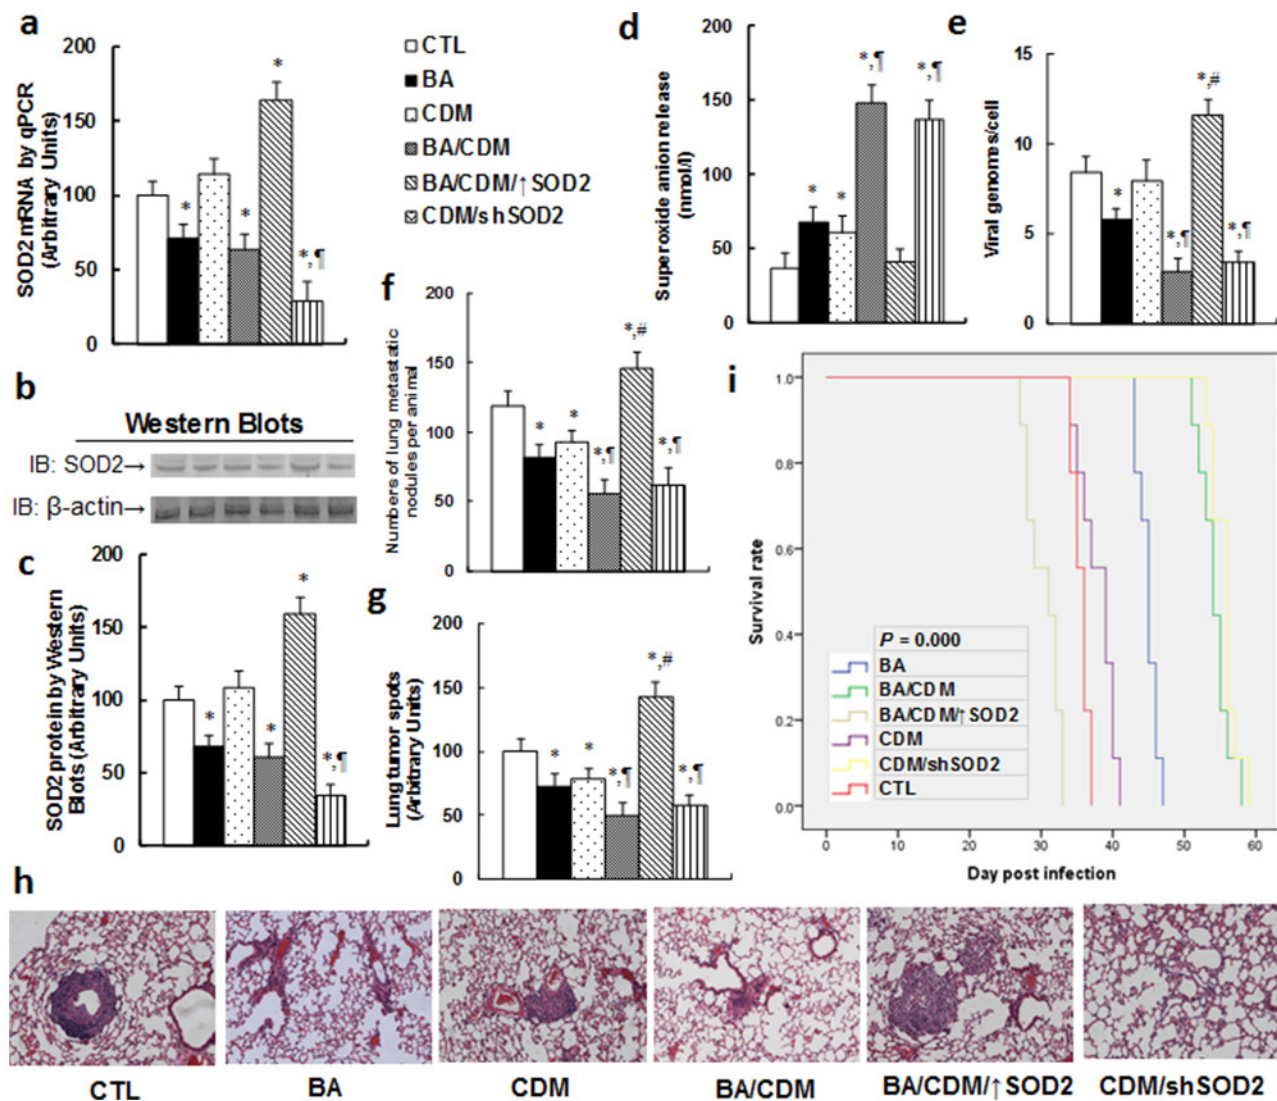 a
SOD2 mRNA by qPCR
(Arbitrary Units)
200
150
100
50
0
*
*
*
*,¶
CTL
BA
CDM
BA/CDM
BA/CDM/↑SOD2
CDM/shSOD2
d
Superoxide anion release
(nmol/l)
200
150
100
50
0
*
*
*,¶
*,¶
e
Viral genomes/cell
15
10
5
0
*
*,¶
*,#
*,¶
b
Western Blots
IB: SOD2→
IB: β-actin→
c
SOD2 protein by Western
Blots (Arbitrary Units)
200
150
100
50
0
*
*
*
*,¶
f
Numbers of lung metastatic
nodules per animal
200
150
100
50
0
*
*
*,¶
*,#
*,¶
g
Lung tumor spots
(Arbitrary Units)
200
150
100
50
0
*
*
*,¶
*,#
*,¶
i
Survival rate
1.0
0.8
0.6
0.4
0.2
0.0
P = 0.000
BA
BA/CDM
BA/CDM/↑SOD2
CDM
CDM/shSOD2
CTL
0 10 20 30 40 50 60
Day post infection
h
CTL BA CDM BA/CDM BA/CDM/↑SOD2 CDM/shSOD2